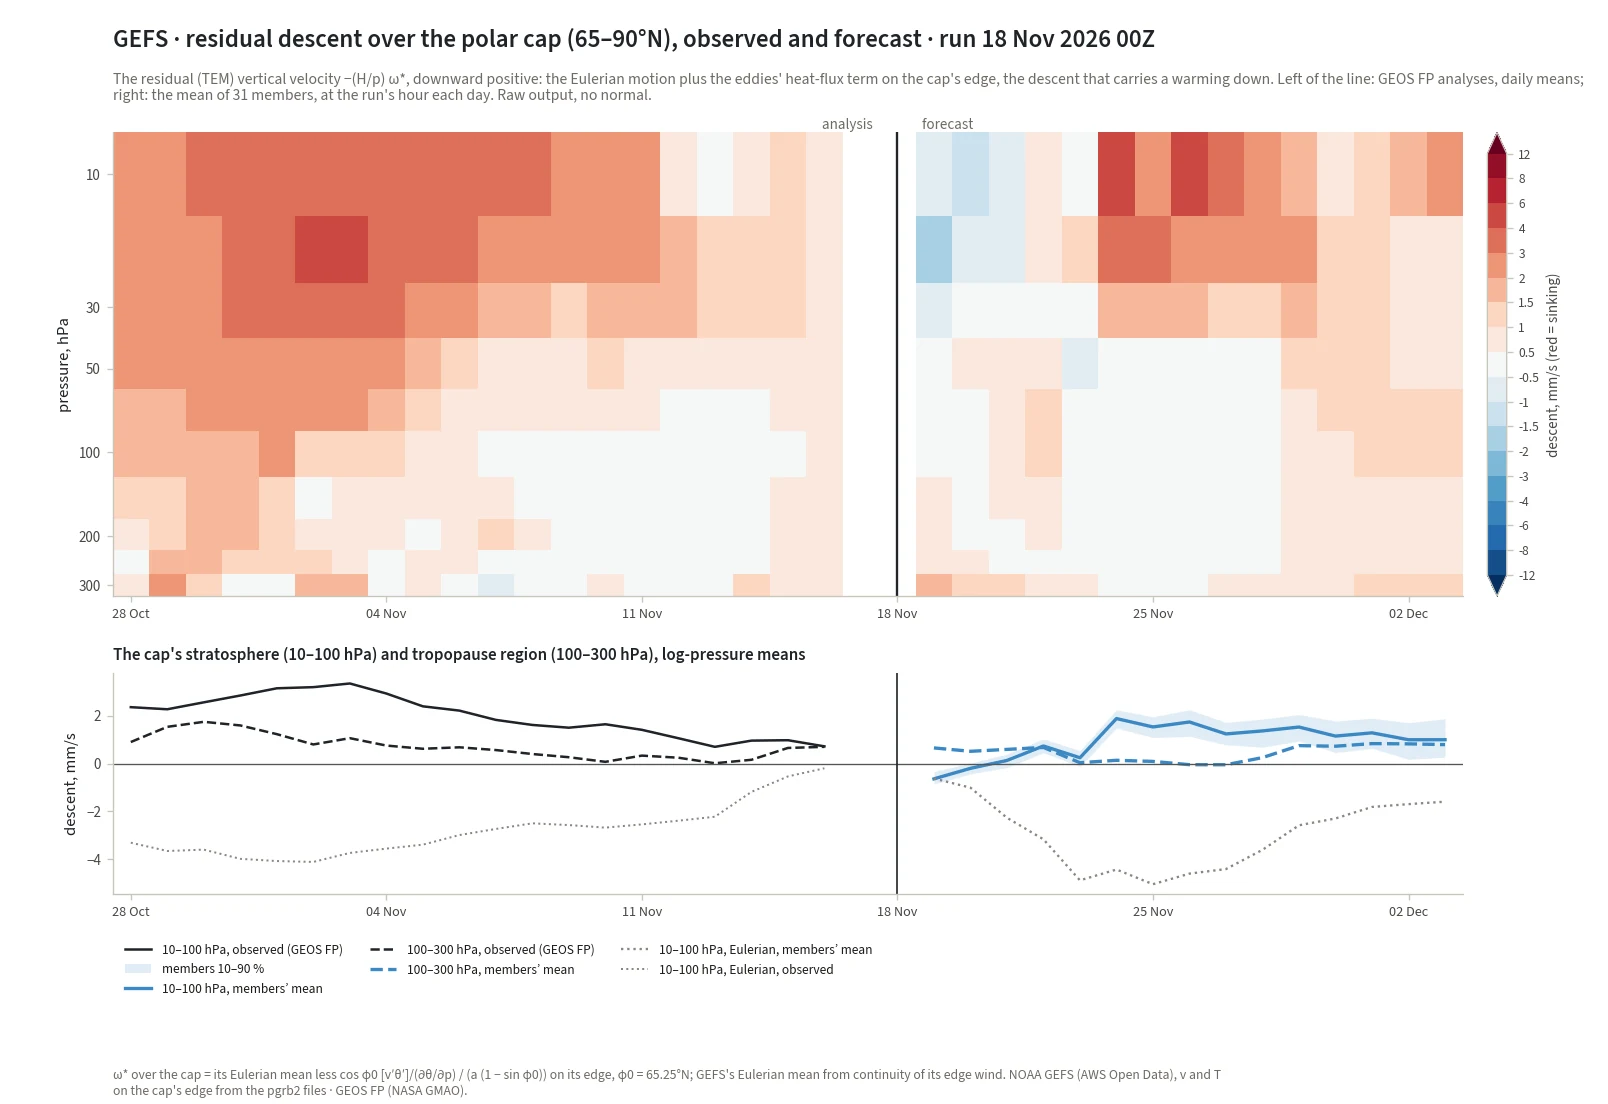 GEFS · residual descent over the polar cap (65–90°N), observed and forecast · run 18 Nov 2026 00Z
The residual (TEM) vertical velocity −(H/p) ω*, downward positive: the Eulerian motion plus the eddies' heat-flux term on the cap's edge, the descent that carries a warming down. Left of the line: GEOS FP analyses, daily means;
right: the mean of 31 members, at the run's hour each day. Raw output, no normal.
analysis
forecast
10
30
50
100
200
300
pressure, hPa
28 Oct
04 Nov
11 Nov
18 Nov
25 Nov
02 Dec
12
8
6
4
3
2
1.5
1
0.5
-0.5
-1
-1.5
-2
-3
-4
-6
-8
-12
descent, mm/s (red = sinking)
The cap's stratosphere (10–100 hPa) and tropopause region (100–300 hPa), log-pressure means
2
0
−2
−4
descent, mm/s
28 Oct
04 Nov
11 Nov
18 Nov
25 Nov
02 Dec
10–100 hPa, observed (GEOS FP)
members 10–90 %
10–100 hPa, members’ mean
100–300 hPa, observed (GEOS FP)
100–300 hPa, members’ mean
10–100 hPa, Eulerian, members’ mean
10–100 hPa, Eulerian, observed
ω* over the cap = its Eulerian mean less cos φ0 [v′θ′]/(∂θ/∂p) / (a (1 − sin φ0)) on its edge, φ0 = 65.25°N; GEFS's Eulerian mean from continuity of its edge wind. NOAA GEFS (AWS Open Data), v and T
on the cap's edge from the pgrb2 files · GEOS FP (NASA GMAO).